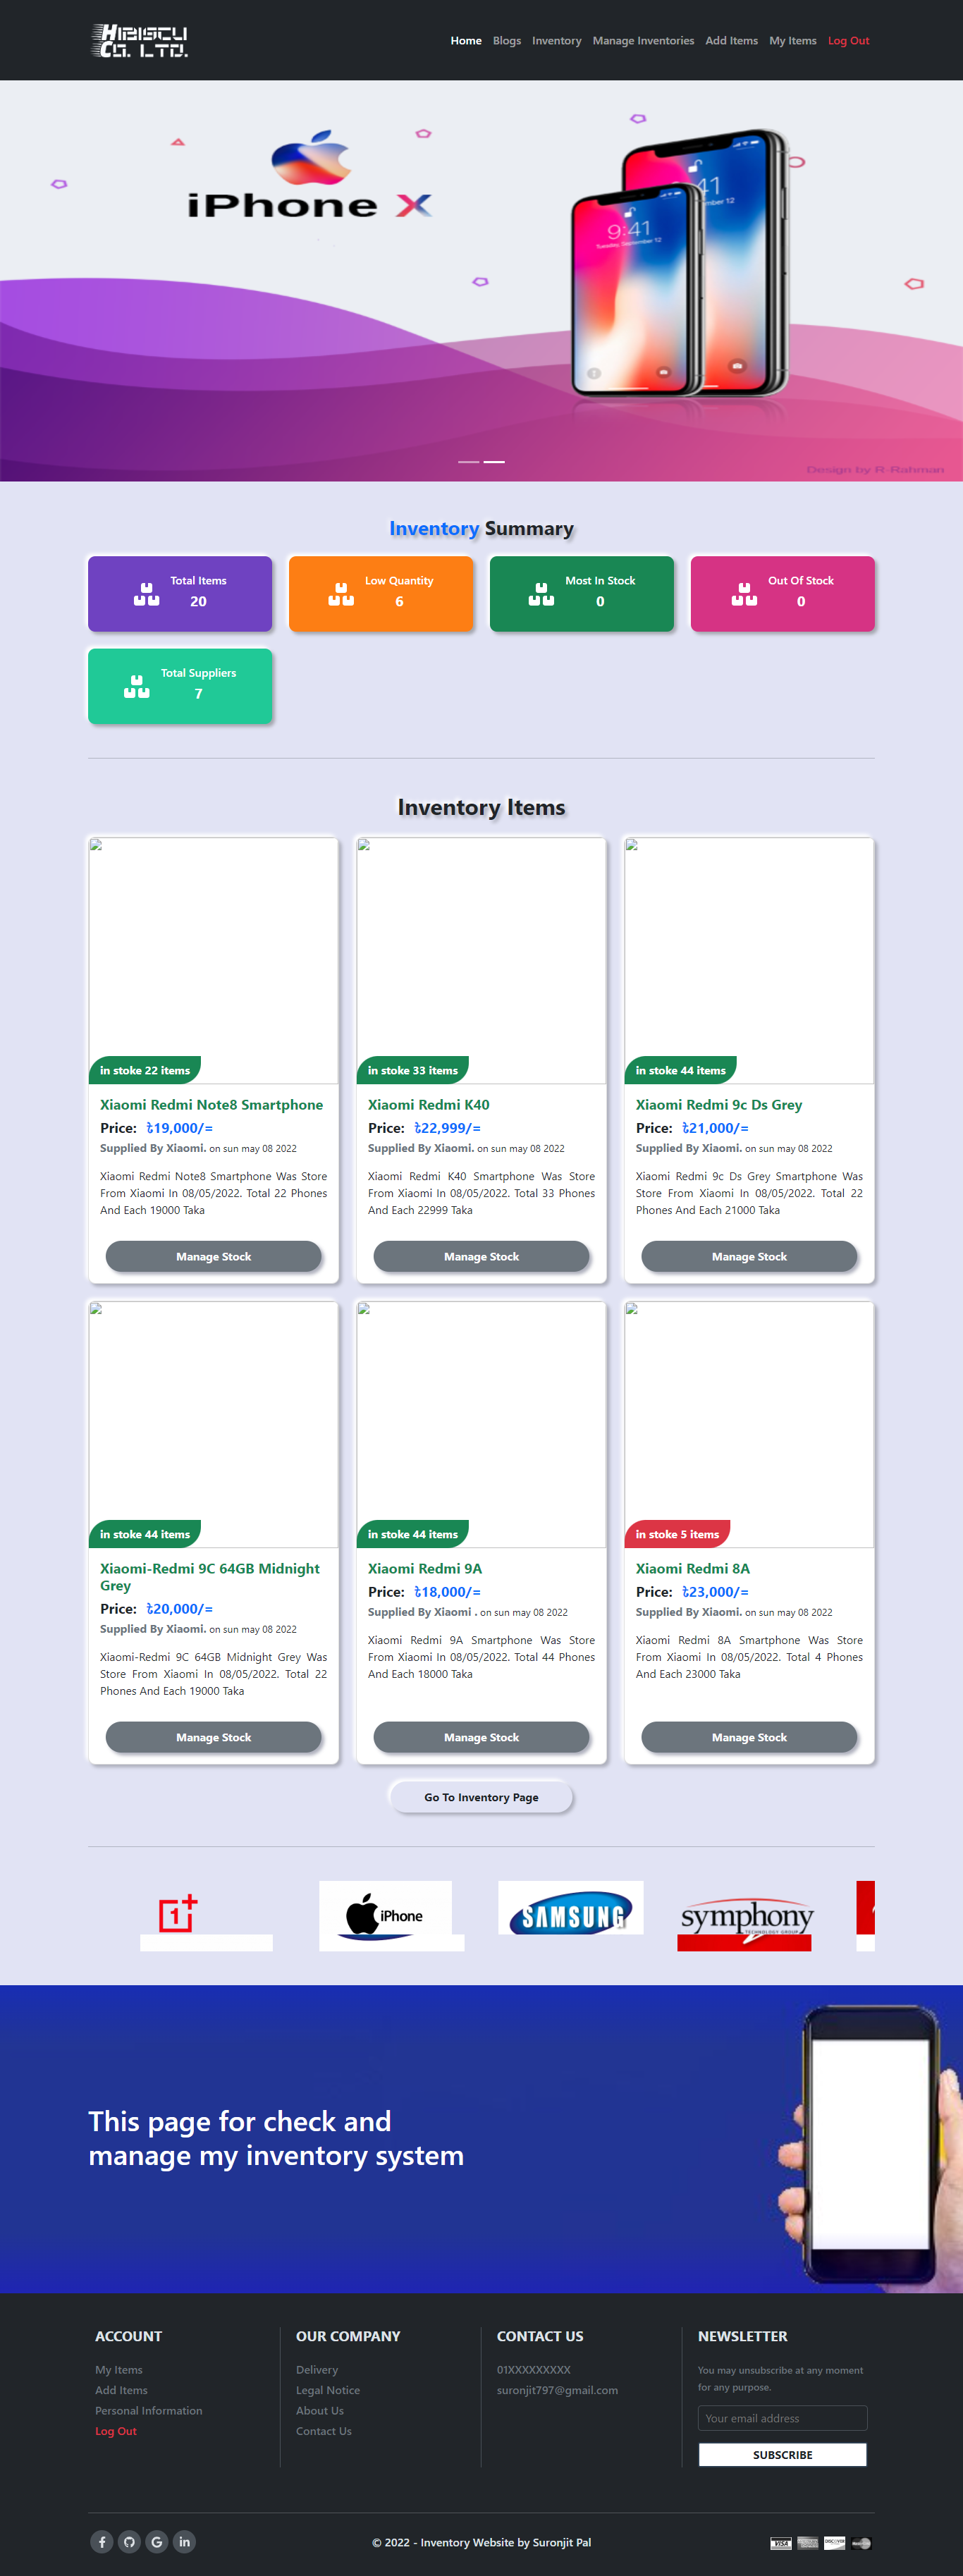 HIBISCU
CO. LTD.
Home Blogs Inventory Manage Inventories Add Items My Items Log Out
iPhone X
9:41
Tuesday, September 12
Design by R-Rahman
Inventory Summary
Total Items
20
Low Quantity
6
Most In Stock
0
Out Of Stock
0
Total Suppliers
7
Inventory Items
in stoke 22 items
Xiaomi Redmi Note8 Smartphone
Price: ৳19,000/=
Supplied By Xiaomi. on sun may 08 2022
Xiaomi Redmi Note8 Smartphone Was Store
From Xiaomi In 08/05/2022. Total 22 Phones
And Each 19000 Taka
Manage Stock
in stoke 33 items
Xiaomi Redmi K40
Price: ৳22,999/=
Supplied By Xiaomi. on sun may 08 2022
Xiaomi Redmi K40 Smartphone Was Store
From Xiaomi In 08/05/2022. Total 33 Phones
And Each 22999 Taka
Manage Stock
in stoke 44 items
Xiaomi Redmi 9c Ds Grey
Price: ৳21,000/=
Supplied By Xiaomi. on sun may 08 2022
Xiaomi Redmi 9c Ds Grey Smartphone Was
Store From Xiaomi In 08/05/2022. Total 22
Phones And Each 21000 Taka
Manage Stock
in stoke 44 items
Xiaomi-Redmi 9C 64GB Midnight
Grey
Price: ৳20,000/=
Supplied By Xiaomi. on sun may 08 2022
Xiaomi-Redmi 9C 64GB Midnight Grey Was
Store From Xiaomi In 08/05/2022. Total 22
Phones And Each 19000 Taka
Manage Stock
in stoke 44 items
Xiaomi Redmi 9A
Price: ৳18,000/=
Supplied By Xiaomi . on sun may 08 2022
Xiaomi Redmi 9A Smartphone Was Store
From Xiaomi In 08/05/2022. Total 44 Phones
And Each 18000 Taka
Manage Stock
in stoke 5 items
Xiaomi Redmi 8A
Price: ৳23,000/=
Supplied By Xiaomi. on sun may 08 2022
Xiaomi Redmi 8A Smartphone Was Store
From Xiaomi In 08/05/2022. Total 4 Phones
And Each 23000 Taka
Manage Stock
Go To Inventory Page
1
iPhone
SAMSUNG
symphony
TECHNOLOGY GROUP
This page for check and
manage my inventory system
ACCOUNT
My Items
Add Items
Personal Information
Log Out
OUR COMPANY
Delivery
Legal Notice
About Us
Contact Us
CONTACT US
01XXXXXXXXX
suronjit797@gmail.com
NEWSLETTER
You may unsubscribe at any moment
for any purpose.
Your email address
SUBSCRIBE
© 2022 - Inventory Website by Suronjit Pal
VISA